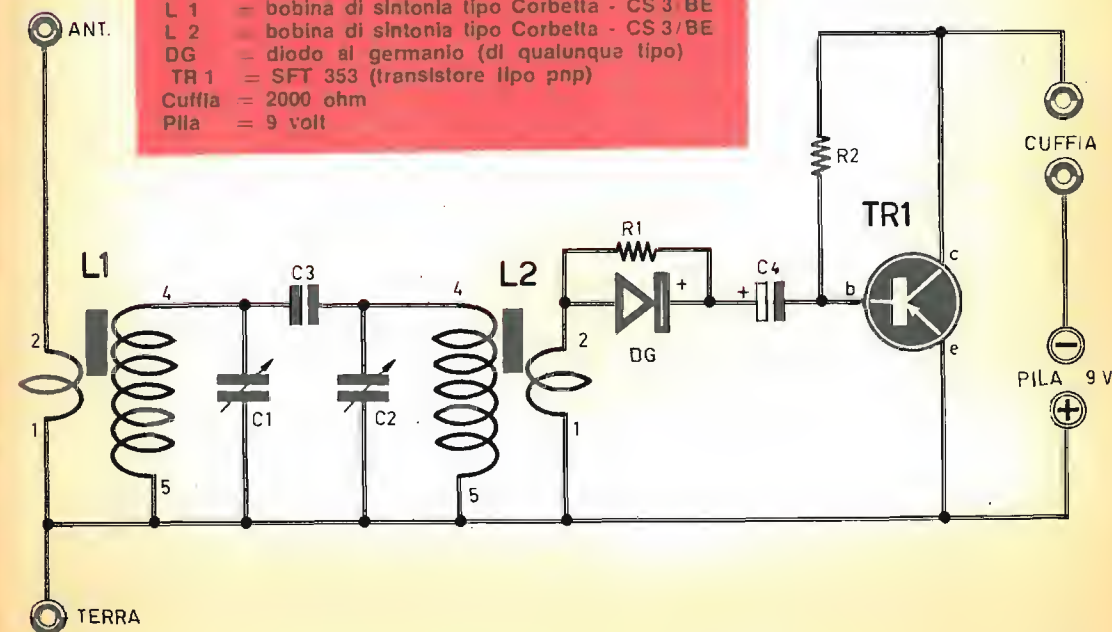 L 1 = bobina di sintonia tipo Corbetta - CS 3/BE
L 2 = bobina di sintonia tipo Corbetta - CS 3/BE
DG = diodo al germanio (di qualunque tipo)
TR 1 = SFT 353 (transistore tipo pnp)
Cuffia = 2000 ohm
Pila = 9 volt
ANT.
CUFFIA
R2
TR1
R1
L1
C3
L2
C4
c
4
4
+
+
b
2
2
DG
e
PILA 9 V
C1
C2
1
1
5
5
TERRA